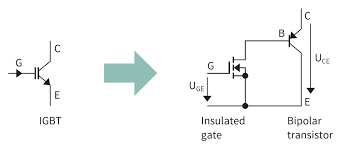 G
C
E
IGBT
G
U_GE
B
C
U_CE
E
Insulated
gate
Bipolar
transistor